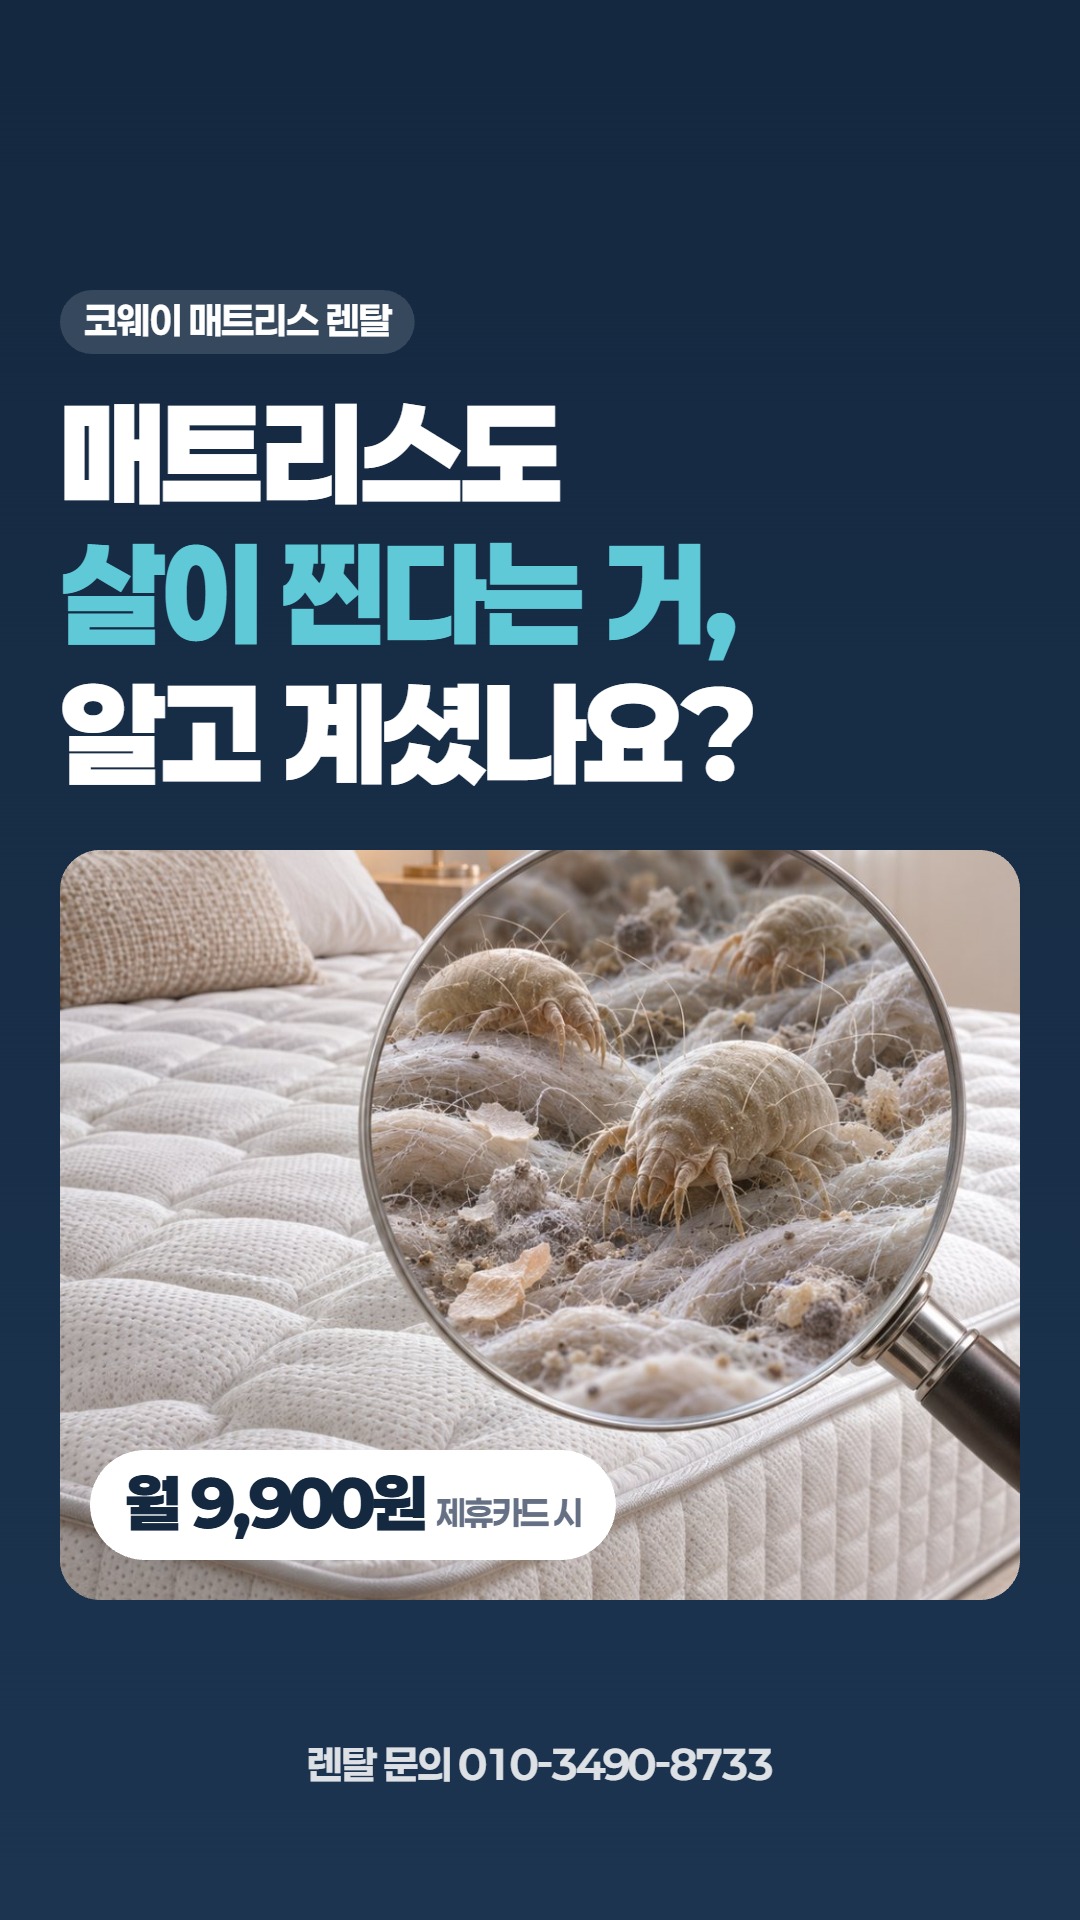 코웨이 매트리스 렌탈
매트리스도
살이 찐다는 거,
알고 계셨나요?
월 9,900원 제휴카드 시
렌탈 문의 010-3490-8733